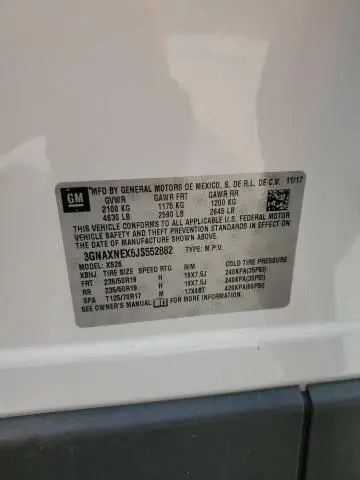 GM
*MFD BY GENERAL MOTORS DE MEXICO, S. DE R.L. DE C.V. 11/17
GVWR GAWR FRT GAWR RR
2100 KG 1175 KG 1200 KG
4630 LB 2590 LB 2645 LB
THIS VEHICLE CONFORMS TO ALL APPLICABLE U.S. FEDERAL MOTOR
VEHICLE SAFETY, BUMPER, AND THEFT PREVENTION STANDARDS IN EFFECT ON
THE DATE OF MANUFACTURE SHOWN ABOVE.
3GNAXNEX6JS552882 TYPE: M.P.V.
MODEL: XS26
XBHJ TIRE SIZE SPEED RTG RIM COLD TIRE PRESSURE
FRT 235/50R19 H 19X7.5J 240KPA(35PSI)
RR 235/50R19 H 19X7.5J 240KPA(35PSI)
SPA T125/70R17 M 17X4BT 420KPA(60PSI)
SEE OWNER'S MANUAL FOR MORE INFORMATION.